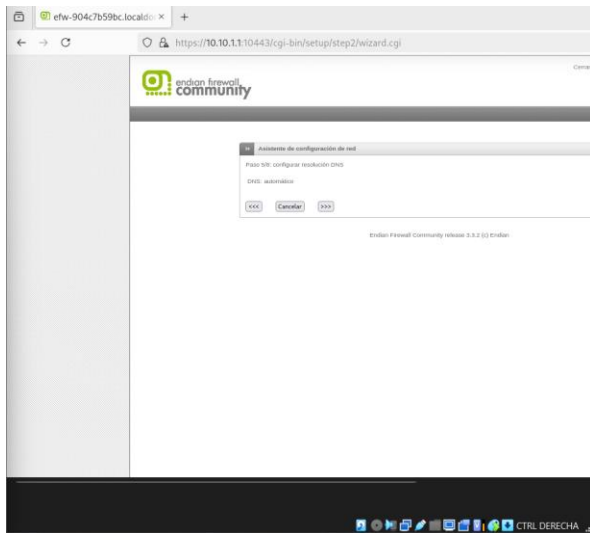 efw-904c7b59bc.localdor
https://10.10.1.1:10443/cgi-bin/setup/step2/wizard.cgi
Cerra
endian firewall
community
Asistente de configuración de red
Paso 5/8: configurar resolución DNS
DNS: automático
<<< Cancelar >>>
Endian Firewall Community release 3.3.2 (c) Endian
CTRL DERECHA